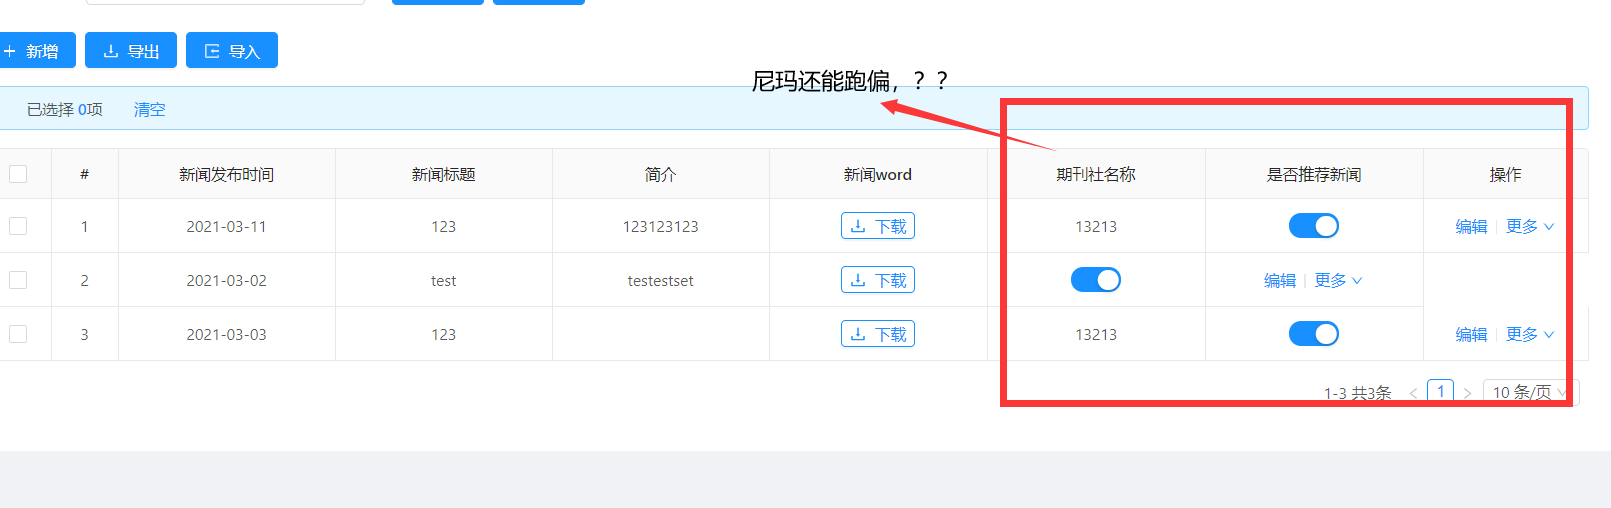 新增 导出 导入
尼玛还能跑偏，？？
已选择 0项 清空
# 新闻发布时间 新闻标题 简介 新闻word 期刊社名称 是否推荐新闻 操作
1 2021-03-11 123 123123123 下载 13213 编辑 更多
2 2021-03-02 test testestset 下载 编辑 更多
3 2021-03-03 123 下载 13213 编辑 更多
1-3 共3条 < 1 > 10 条/页